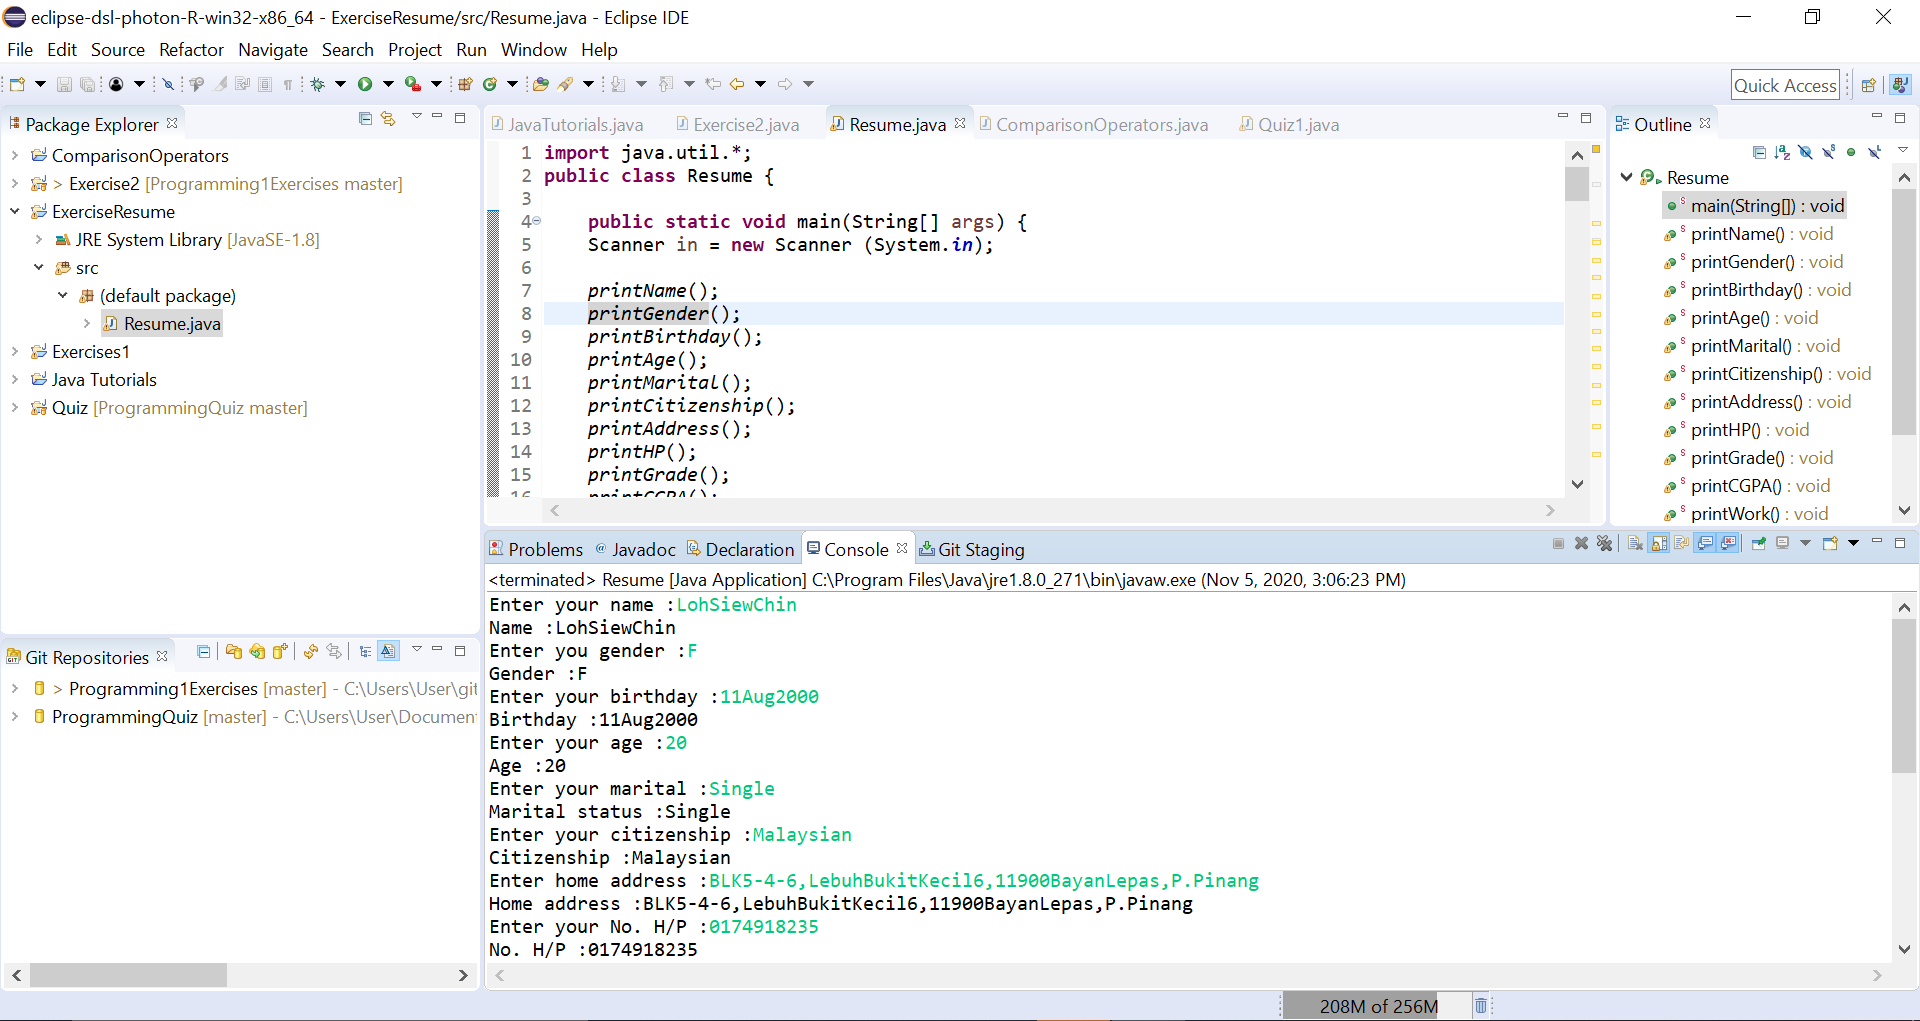 eclipse-dsl-photon-R-win32-x86_64 - ExerciseResume/src/Resume.java - Eclipse IDE
File Edit Source Refactor Navigate Search Project Run Window Help
Quick Access
Package Explorer
ComparisonOperators
> Exercise2 [Programming1Exercises master]
ExerciseResume
JRE System Library [JavaSE-1.8]
src
(default package)
Resume.java
Exercises1
Java Tutorials
Quiz [ProgrammingQuiz master]
Git Repositories
> Programming1Exercises [master] - C:\Users\User\git
ProgrammingQuiz [master] - C:\Users\User\Documen
JavaTutorials.java Exercise2.java Resume.java ComparisonOperators.java Quiz1.java
1 import java.util.*;
2 public class Resume {
3
4 public static void main(String[] args) {
5 Scanner in = new Scanner (System.in);
6
7 printName();
8 printGender();
9 printBirthday();
10 printAge();
11 printMarital();
12 printCitizenship();
13 printAddress();
14 printHP();
15 printGrade();
16 printCGPA();
Outline
Resume
main(String[]) : void
printName() : void
printGender() : void
printBirthday() : void
printAge() : void
printMarital() : void
printCitizenship() : void
printAddress() : void
printHP() : void
printGrade() : void
printCGPA() : void
printWork() : void
Problems @ Javadoc Declaration Console Git Staging
<terminated> Resume [Java Application] C:\Program Files\Java\jre1.8.0_271\bin\javaw.exe (Nov 5, 2020, 3:06:23 PM)
Enter your name :LohSiewChin
Name :LohSiewChin
Enter you gender :F
Gender :F
Enter your birthday :11Aug2000
Birthday :11Aug2000
Enter your age :20
Age :20
Enter your marital :Single
Marital status :Single
Enter your citizenship :Malaysian
Citizenship :Malaysian
Enter home address :BLK5-4-6,LebuhBukitKecil6,11900BayanLepas,P.Pinang
Home address :BLK5-4-6,LebuhBukitKecil6,11900BayanLepas,P.Pinang
Enter your No. H/P :0174918235
No. H/P :0174918235
208M of 256M